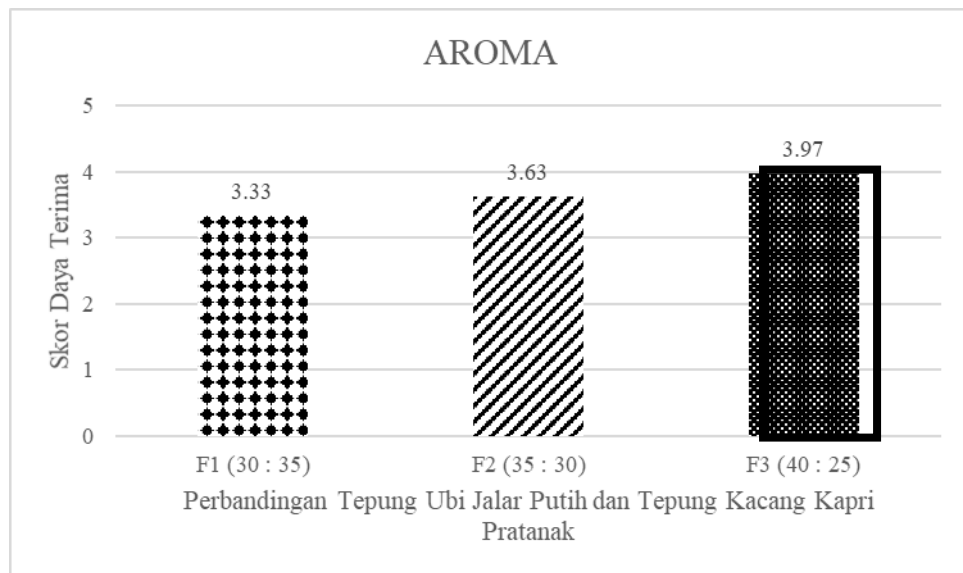 AROMA
Skor Daya Terima
5
4
3
2
1
0
3.33
3.63
3.97
F1 (30 : 35)
F2 (35 : 30)
F3 (40 : 25)
Perbandingan Tepung Ubi Jalar Putih dan Tepung Kacang Kapri
Pratanak